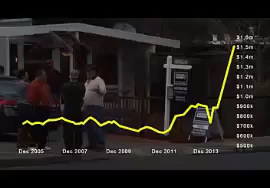 $1.6m
$1.5m
$1.4m
$1.3m
$1.2m
$1.1m
$1.0m
$900k
$800k
$700k
$600k
$500k
Dec 2005
Dec 2007
Dec 2009
Dec 2011
Dec 2013